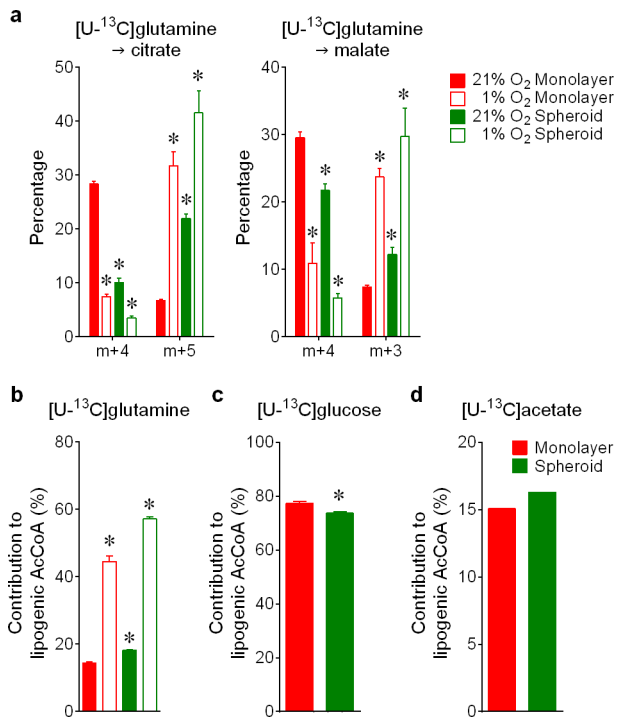 a
[U-¹³C]glutamine
→ citrate
Percentage
50
40
30
20
10
0
*
*
*
*
*
*
m+4
m+5
[U-¹³C]glutamine
→ malate
Percentage
40
30
20
10
0
*
*
*
*
*
*
m+4
m+3
21% O₂ Monolayer
1% O₂ Monolayer
21% O₂ Spheroid
1% O₂ Spheroid
b
[U-¹³C]glutamine
Contribution to
lipogenic AcCoA (%)
80
60
40
20
0
*
*
*
c
[U-¹³C]glucose
Contribution to
lipogenic AcCoA (%)
100
80
60
40
20
0
*
d
[U-¹³C]acetate
Contribution to
lipogenic AcCoA (%)
20
15
10
5
0
Monolayer
Spheroid